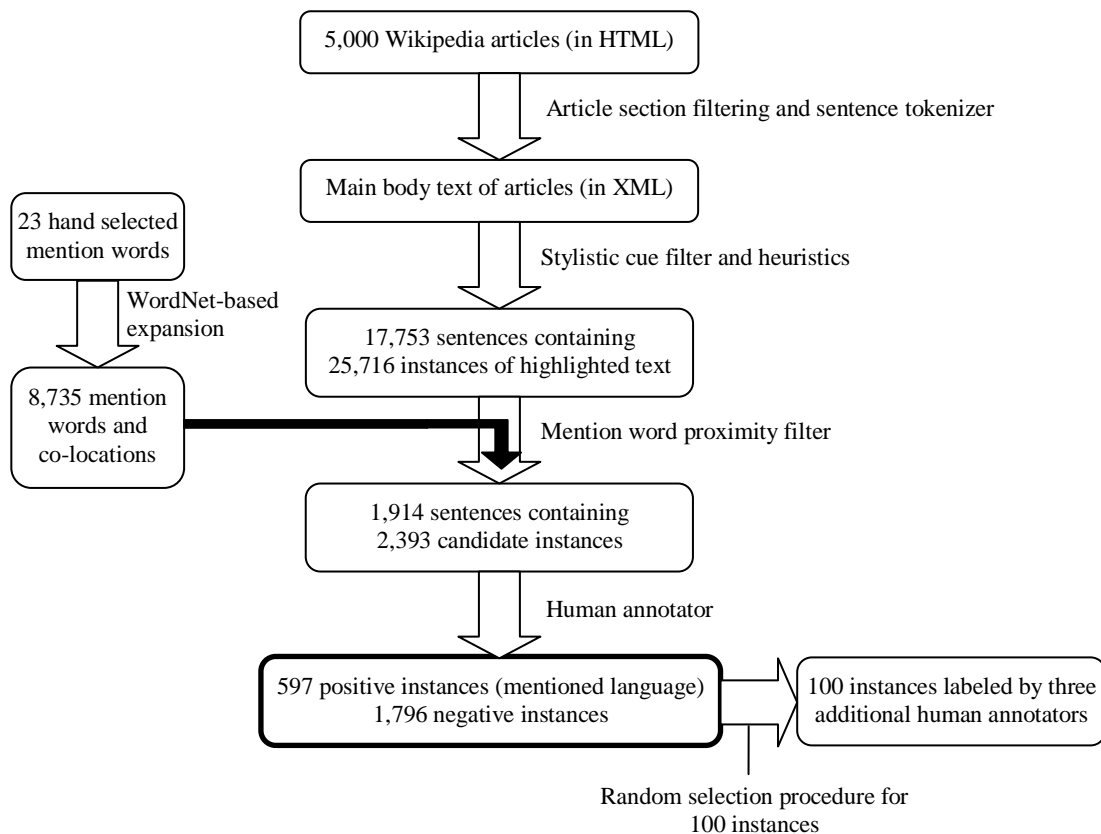 5,000 Wikipedia articles (in HTML)
Article section filtering and sentence tokenizer
Main body text of articles (in XML)
23 hand selected
mention words
Stylistic cue filter and heuristics
WordNet-based
expansion
17,753 sentences containing
25,716 instances of highlighted text
8,735 mention
words and
co-locations
Mention word proximity filter
1,914 sentences containing
2,393 candidate instances
Human annotator
597 positive instances (mentioned language)
1,796 negative instances
100 instances labeled by three
additional human annotators
Random selection procedure for
100 instances